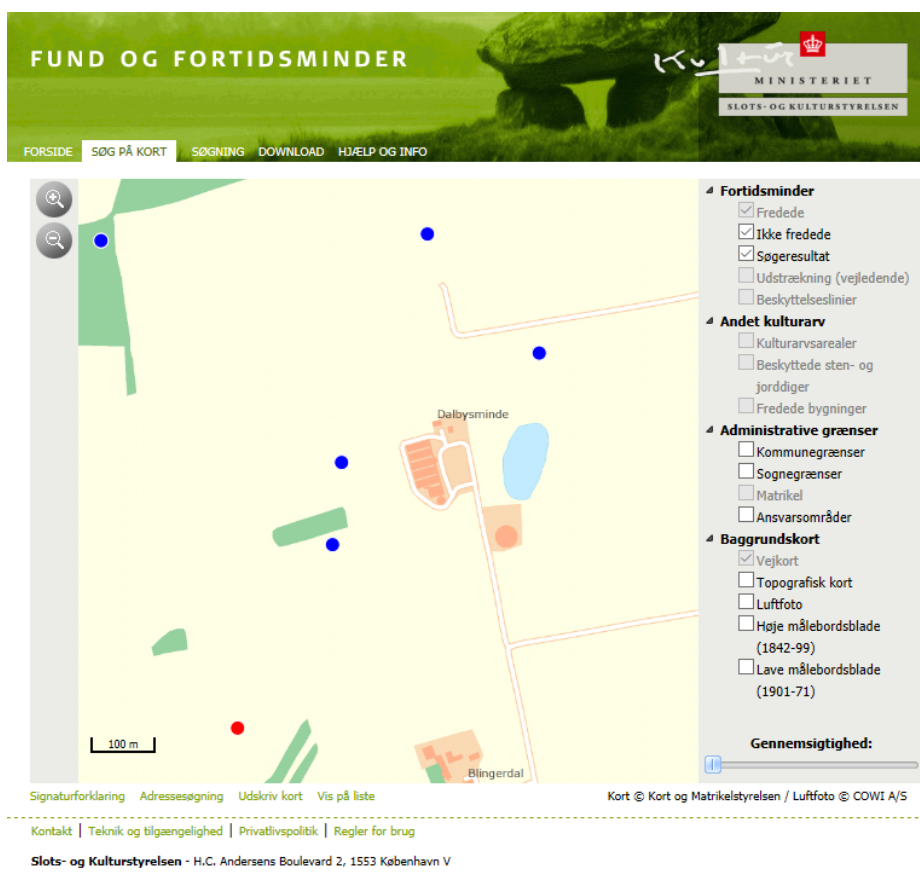 FUND OG FORTIDSMINDER
Kultur
MINISTERIET
SLOTS- OG KULTURSTYRELSEN
FORSIDE SØG PÅ KORT SØGNING DOWNLOAD HJÆLP OG INFO
Dalbysminde
Blingerdal
100 m
Fortidsminder
Fredede
Ikke fredede
Søgeresultat
Udstrækning (vejledende)
Beskyttelseslinier
Andet kulturarv
Kulturarvsarealer
Beskyttede sten- og
jorddiger
Fredede bygninger
Administrative grænser
Kommunegrænser
Sognegrænser
Matrikel
Ansvarsområder
Baggrundskort
Vejkort
Topografisk kort
Luftfoto
Høje målebordsblade
(1842-99)
Lave målebordsblade
(1901-71)
Gennemsigtighed:
Signaturforklaring Adressesøgning Udskriv kort Vis på liste
Kort © Kort og Matrikelstyrelsen / Luftfoto © COWI A/S
Kontakt | Teknik og tilgængelighed | Privatlivspolitik | Regler for brug
Slots- og Kulturstyrelsen - H.C. Andersens Boulevard 2, 1553 København V